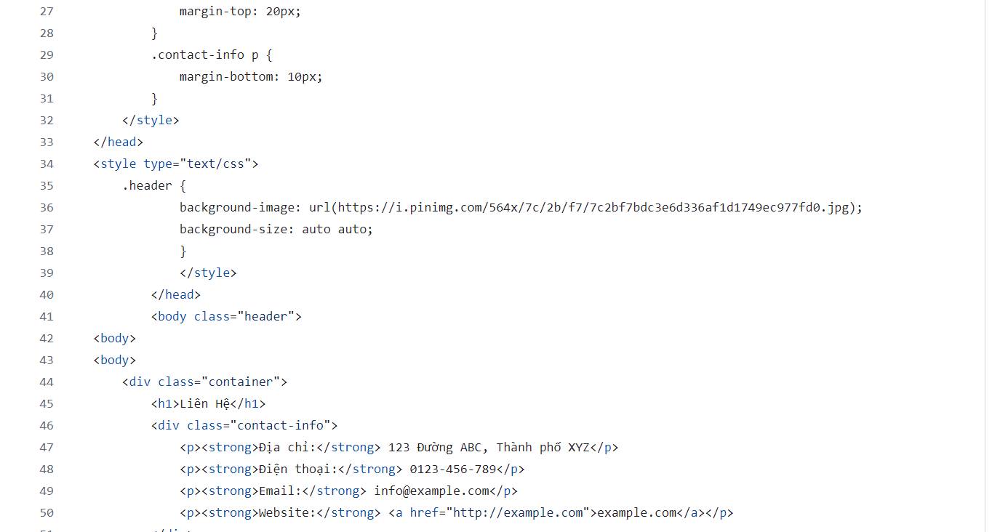 27 margin-top: 20px;
28 }
29 .contact-info p {
30 margin-bottom: 10px;
31 }
32 </style>
33 </head>
34 <style type="text/css">
35 .header {
36 background-image: url(https://i.pinimg.com/564x/7c/2b/f7/7c2bf7bdc3e6d336af1d1749ec977fd0.jpg);
37 background-size: auto auto;
38 }
39 </style>
40 </head>
41 <body class="header">
42 <body>
43 <body>
44 <div class="container">
45 <h1>Liên Hệ</h1>
46 <div class="contact-info">
47 <p><strong>Địa chỉ:</strong> 123 Đường ABC, Thành phố XYZ</p>
48 <p><strong>Điện thoại:</strong> 0123-456-789</p>
49 <p><strong>Email:</strong> info@example.com</p>
50 <p><strong>Website:</strong> <a href="http://example.com">example.com</a></p>